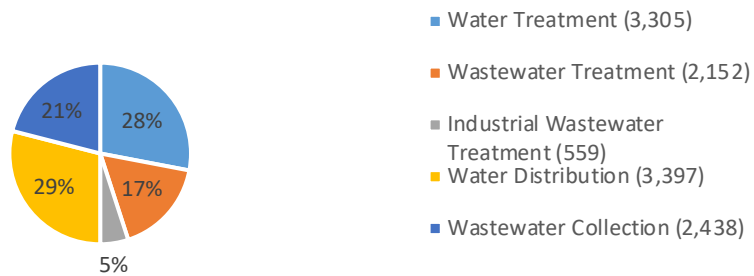 28%
17%
5%
29%
21%
Water Treatment (3,305)
Wastewater Treatment (2,152)
Industrial Wastewater
Treatment (559)
Water Distribution (3,397)
Wastewater Collection (2,438)